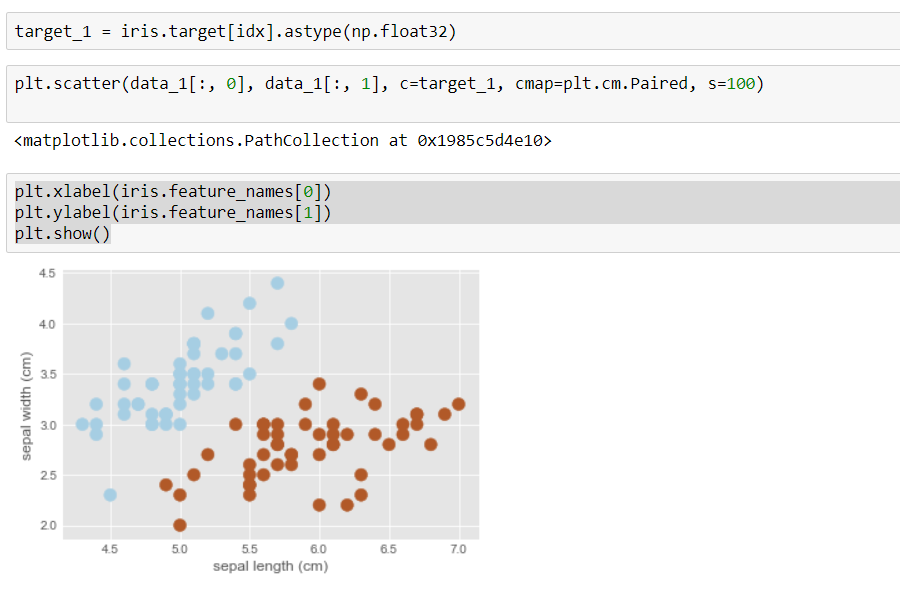 target_1 = iris.target[idx].astype(np.float32)
plt.scatter(data_1[:, 0], data_1[:, 1], c=target_1, cmap=plt.cm.Paired, s=100)
<matplotlib.collections.PathCollection at 0x1985c5d4e10>
plt.xlabel(iris.feature_names[0])
plt.ylabel(iris.feature_names[1])
plt.show()
4.5
4.0
3.5
3.0
2.5
2.0
sepal width (cm)
4.5 5.0 5.5 6.0 6.5 7.0
sepal length (cm)